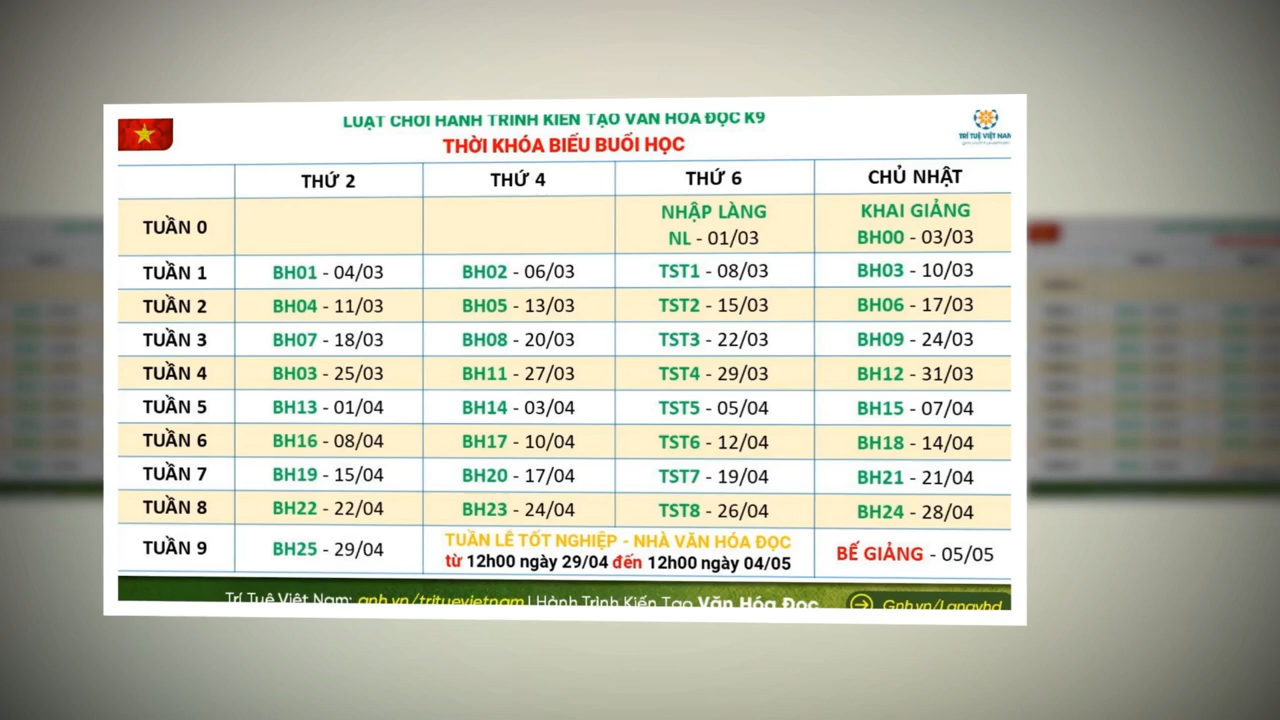 LUẬT CHƠI HÀNH TRÌNH KIẾN TẠO VĂN HÓA ĐỌC K9
THỜI KHÓA BIỂU BUỔI HỌC
TRÍ TUỆ VIỆT NAM
THỨ 2 THỨ 4 THỨ 6 CHỦ NHẬT
TUẦN 0 NHẬP LÀNG KHAI GIẢNG
NL - 01/03 BH00 - 03/03
TUẦN 1 BH01 - 04/03 BH02 - 06/03 TST1 - 08/03 BH03 - 10/03
TUẦN 2 BH04 - 11/03 BH05 - 13/03 TST2 - 15/03 BH06 - 17/03
TUẦN 3 BH07 - 18/03 BH08 - 20/03 TST3 - 22/03 BH09 - 24/03
TUẦN 4 BH03 - 25/03 BH11 - 27/03 TST4 - 29/03 BH12 - 31/03
TUẦN 5 BH13 - 01/04 BH14 - 03/04 TST5 - 05/04 BH15 - 07/04
TUẦN 6 BH16 - 08/04 BH17 - 10/04 TST6 - 12/04 BH18 - 14/04
TUẦN 7 BH19 - 15/04 BH20 - 17/04 TST7 - 19/04 BH21 - 21/04
TUẦN 8 BH22 - 22/04 BH23 - 24/04 TST8 - 26/04 BH24 - 28/04
TUẦN 9 BH25 - 29/04 TUẦN LỄ TỐT NGHIỆP - NHÀ VĂN HÓA ĐỌC BẾ GIẢNG - 05/05
từ 12h00 ngày 29/04 đến 12h00 ngày 04/05
Trí Tuệ Việt Nam: gnh.vn/trituevietnam | Hành Trình Kiến Tạo Văn Hóa Đọc Gnh.vn/Langvhd